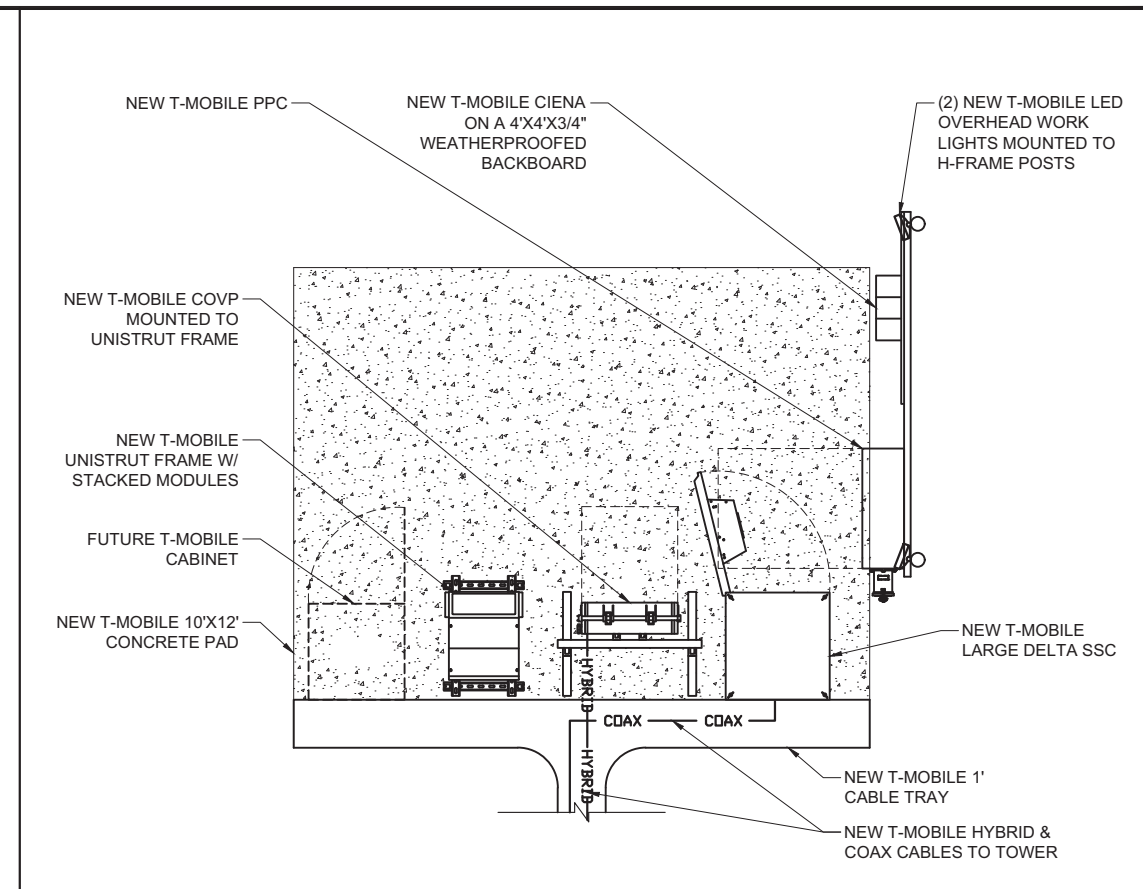 NEW T-MOBILE PPC
NEW T-MOBILE CIENA
ON A 4'X4'X3/4"
WEATHERPROOFED
BACKBOARD
(2) NEW T-MOBILE LED
OVERHEAD WORK
LIGHTS MOUNTED TO
H-FRAME POSTS
NEW T-MOBILE COVP
MOUNTED TO
UNISTRUT FRAME
NEW T-MOBILE
UNISTRUT FRAME W/
STACKED MODULES
FUTURE T-MOBILE
CABINET
NEW T-MOBILE 10'X12'
CONCRETE PAD
NEW T-MOBILE
LARGE DELTA SSC
HYBRID
COAX
COAX
HYBRID
NEW T-MOBILE 1'
CABLE TRAY
NEW T-MOBILE HYBRID &
COAX CABLES TO TOWER